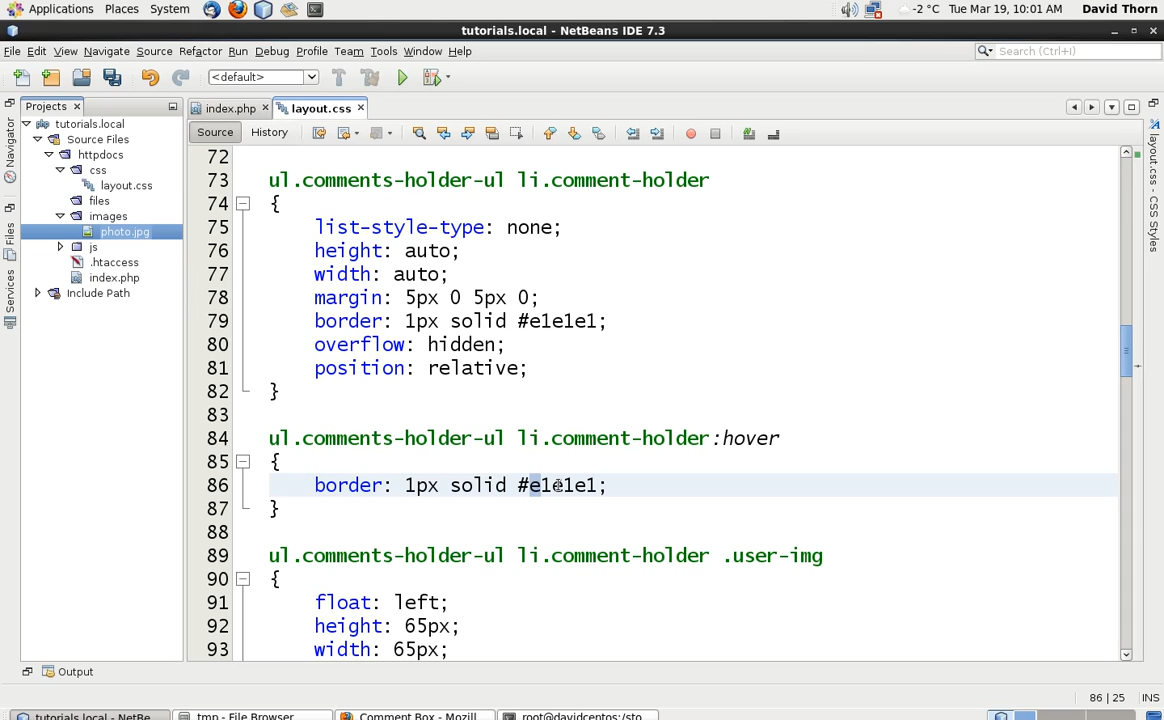 Applications Places System -2 °C Tue Mar 19, 10:01 AM David Thorn
tutorials.local - NetBeans IDE 7.3
File Edit View Navigate Source Refactor Run Debug Profile Team Tools Window Help Search (Ctrl+I)
<default>
Projects index.php layout.css
Source History
tutorials.local
Source Files
httpdocs
css
layout.css
files
images
photo.jpg
js
.htaccess
index.php
Include Path
Navigator
Files
Services
layout.css - CSS Styles
72
73 ul.comments-holder-ul li.comment-holder
74 {
75 list-style-type: none;
76 height: auto;
77 width: auto;
78 margin: 5px 0 5px 0;
79 border: 1px solid #e1e1e1;
80 overflow: hidden;
81 position: relative;
82 }
83
84 ul.comments-holder-ul li.comment-holder:hover
85 {
86 border: 1px solid #e1e1e1;
87 }
88
89 ul.comments-holder-ul li.comment-holder .user-img
90 {
91 float: left;
92 height: 65px;
93 width: 65px;
Output
86 | 25 INS
tutorials.local - NetBe... tmp - File Browser Comment Box - Mozill... root@davidcentos:/sto...